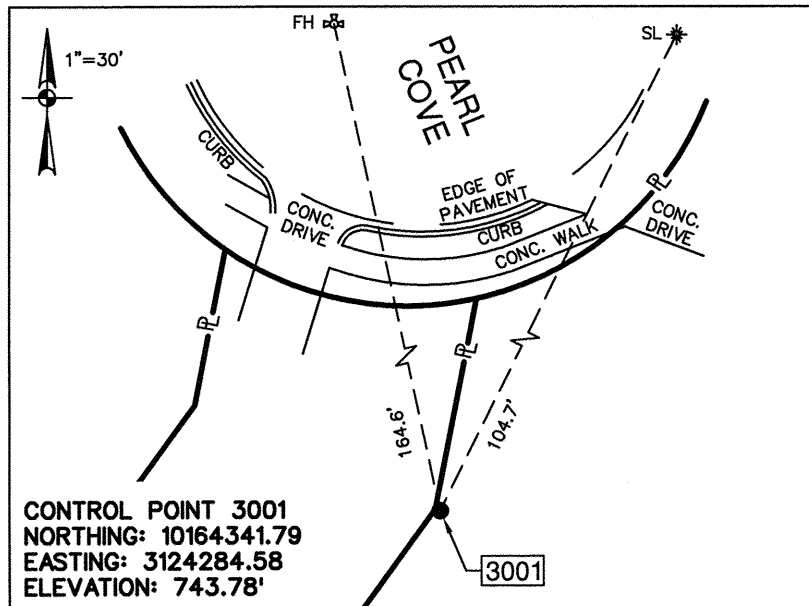 FH
SL
1"=30'
PEARL
COVE
CURB
EDGE OF
PAVEMENT
PL
CONC.
DRIVE
CURB
CONC. WALK
CONC.
DRIVE
PL
PL
164.6'
104.7'
CONTROL POINT 3001
NORTHING: 10164341.79
EASTING: 3124284.58
ELEVATION: 743.78'
3001